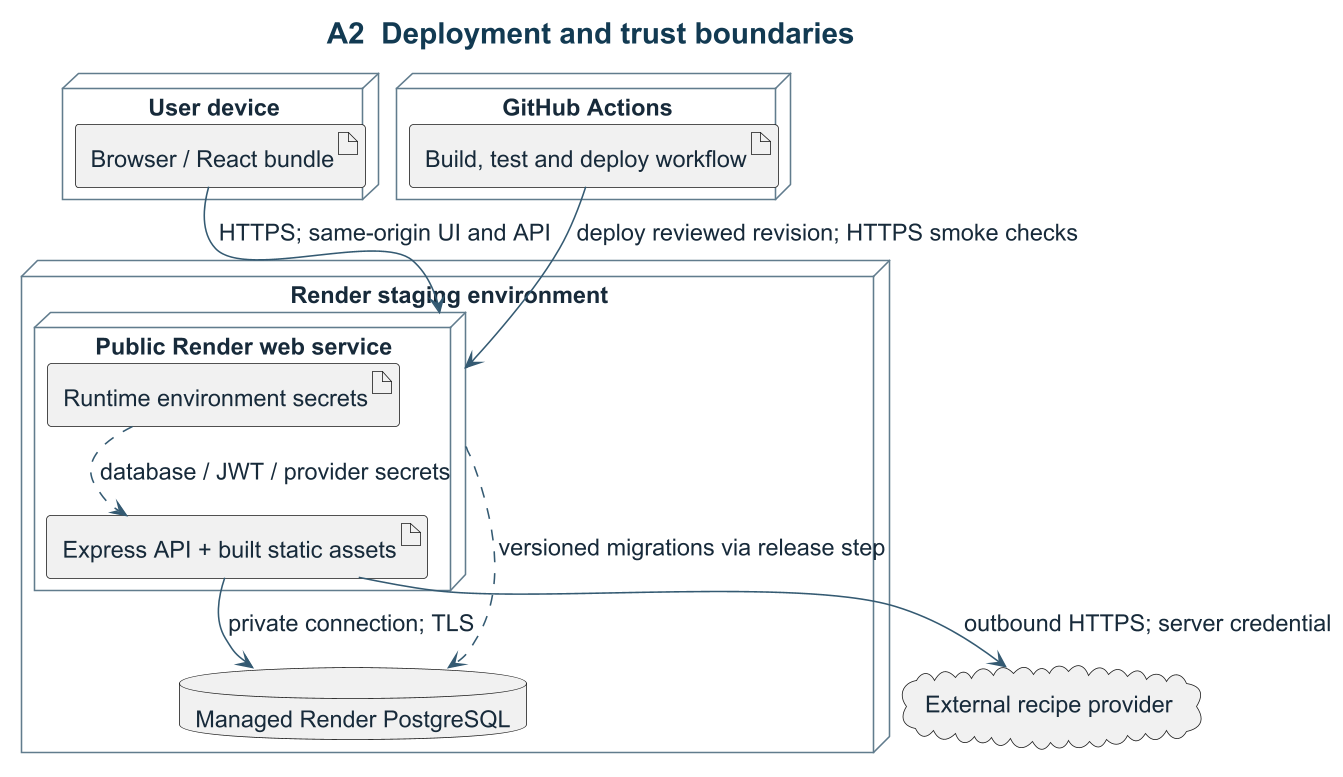 A2  Deployment and trust boundaries
User device
GitHub Actions
Browser / React bundle
Build, test and deploy workflow
HTTPS; same-origin UI and API
deploy reviewed revision; HTTPS smoke checks
Render staging environment
Public Render web service
Runtime environment secrets
database / JWT / provider secrets
Express API + built static assets
versioned migrations via release step
private connection; TLS
outbound HTTPS; server credential
Managed Render PostgreSQL
External recipe provider